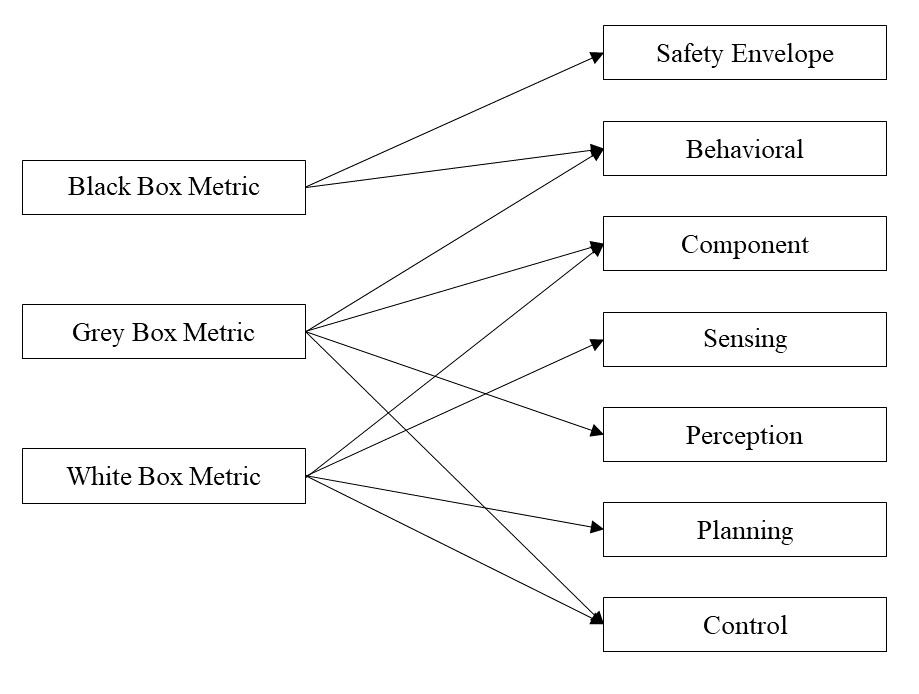 Black Box Metric
Grey Box Metric
White Box Metric
Safety Envelope
Behavioral
Component
Sensing
Perception
Planning
Control